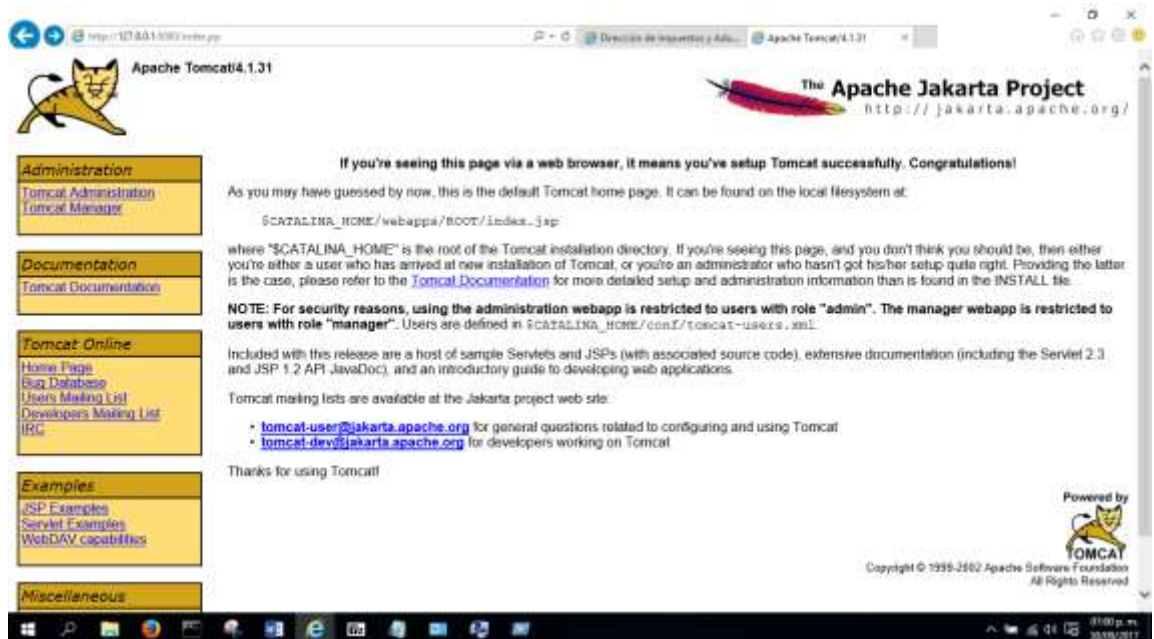 Dirección de Impuestos y Adu...
Apache Tomcat/4.1.31
Apache Tomcat/4.1.31
The Apache Jakarta Project
http://jakarta.apache.org/
Administration
Tomcat Administration
Tomcat Manager
Documentation
Tomcat Documentation
Tomcat Online
Home Page
Bug Database
Users Mailing List
Developers Mailing List
IRC
Examples
JSP Examples
Servlet Examples
WebDAV capabilities
Miscellaneous
If you're seeing this page via a web browser, it means you've setup Tomcat successfully. Congratulations!
As you may have guessed by now, this is the default Tomcat home page. It can be found on the local filesystem at:
$CATALINA_HOME/webapps/ROOT/index.jsp
where "$CATALINA_HOME" is the root of the Tomcat installation directory. If you're seeing this page, and you don't think you should be, then either
you're either a user who has arrived at new installation of Tomcat, or you're an administrator who hasn't got his/her setup quite right. Providing the latter
is the case, please refer to the Tomcat Documentation for more detailed setup and administration information than is found in the INSTALL file.
NOTE: For security reasons, using the administration webapp is restricted to users with role "admin". The manager webapp is restricted to
users with role "manager". Users are defined in $CATALINA_HOME/conf/tomcat-users.xml
Included with this release are a host of sample Servlets and JSPs (with associated source code), extensive documentation (including the Servlet 2.3
and JSP 1.2 API JavaDoc), and an introductory guide to developing web applications.
Tomcat mailing lists are available at the Jakarta project web site:
• tomcat-user@jakarta.apache.org for general questions related to configuring and using Tomcat
• tomcat-dev@jakarta.apache.org for developers working on Tomcat
Thanks for using Tomcat!
Powered by
TOMCAT
Copyright © 1999-2002 Apache Software Foundation
All Rights Reserved